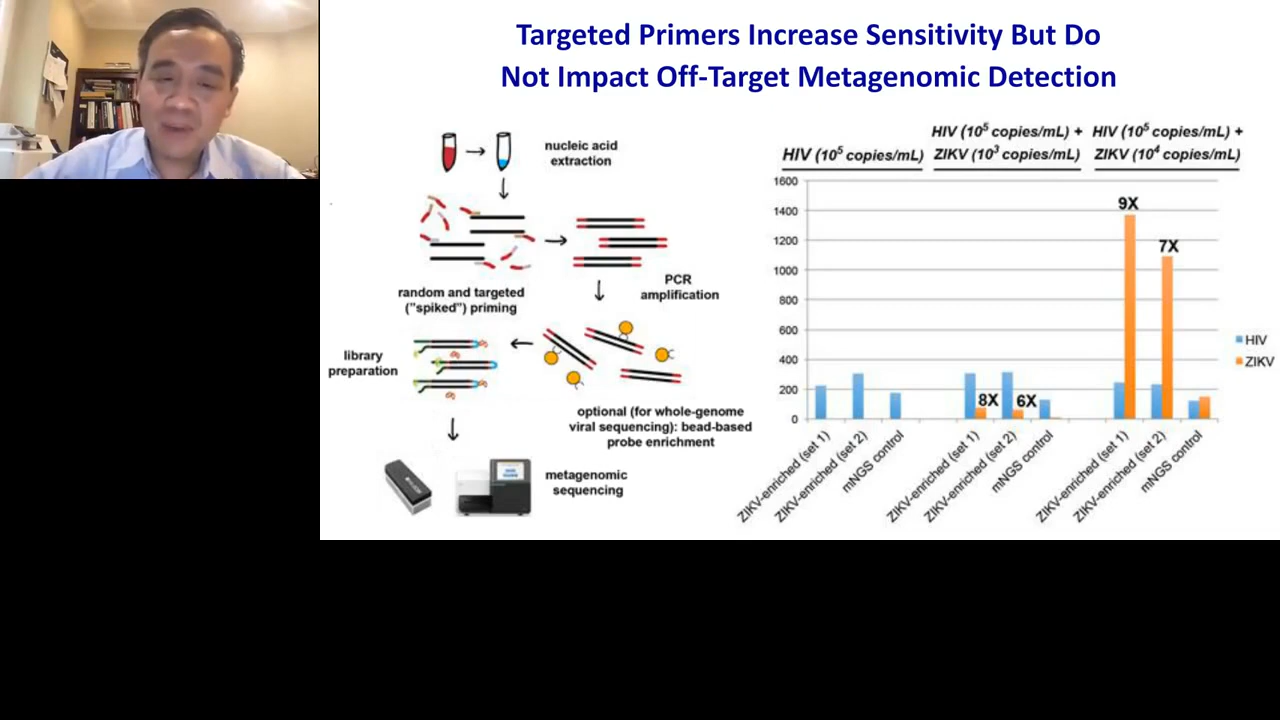 Targeted Primers Increase Sensitivity But Do
Not Impact Off-Target Metagenomic Detection
nucleic acid
extraction
random and targeted
("spiked") priming
PCR
amplification
library
preparation
optional (for whole-genome
viral sequencing): bead-based
probe enrichment
metagenomic
sequencing
HIV (10⁵ copies/mL)
HIV (10⁵ copies/mL) +
ZIKV (10³ copies/mL)
HIV (10⁵ copies/mL) +
ZIKV (10⁴ copies/mL)
1600
1400
1200
1000
800
600
400
200
0
8X
6X
9X
7X
HIV
ZIKV
ZIKV-enriched (set 1)
ZIKV-enriched (set 2)
mNGS control
ZIKV-enriched (set 1)
ZIKV-enriched (set 2)
mNGS control
ZIKV-enriched (set 1)
ZIKV-enriched (set 2)
mNGS control